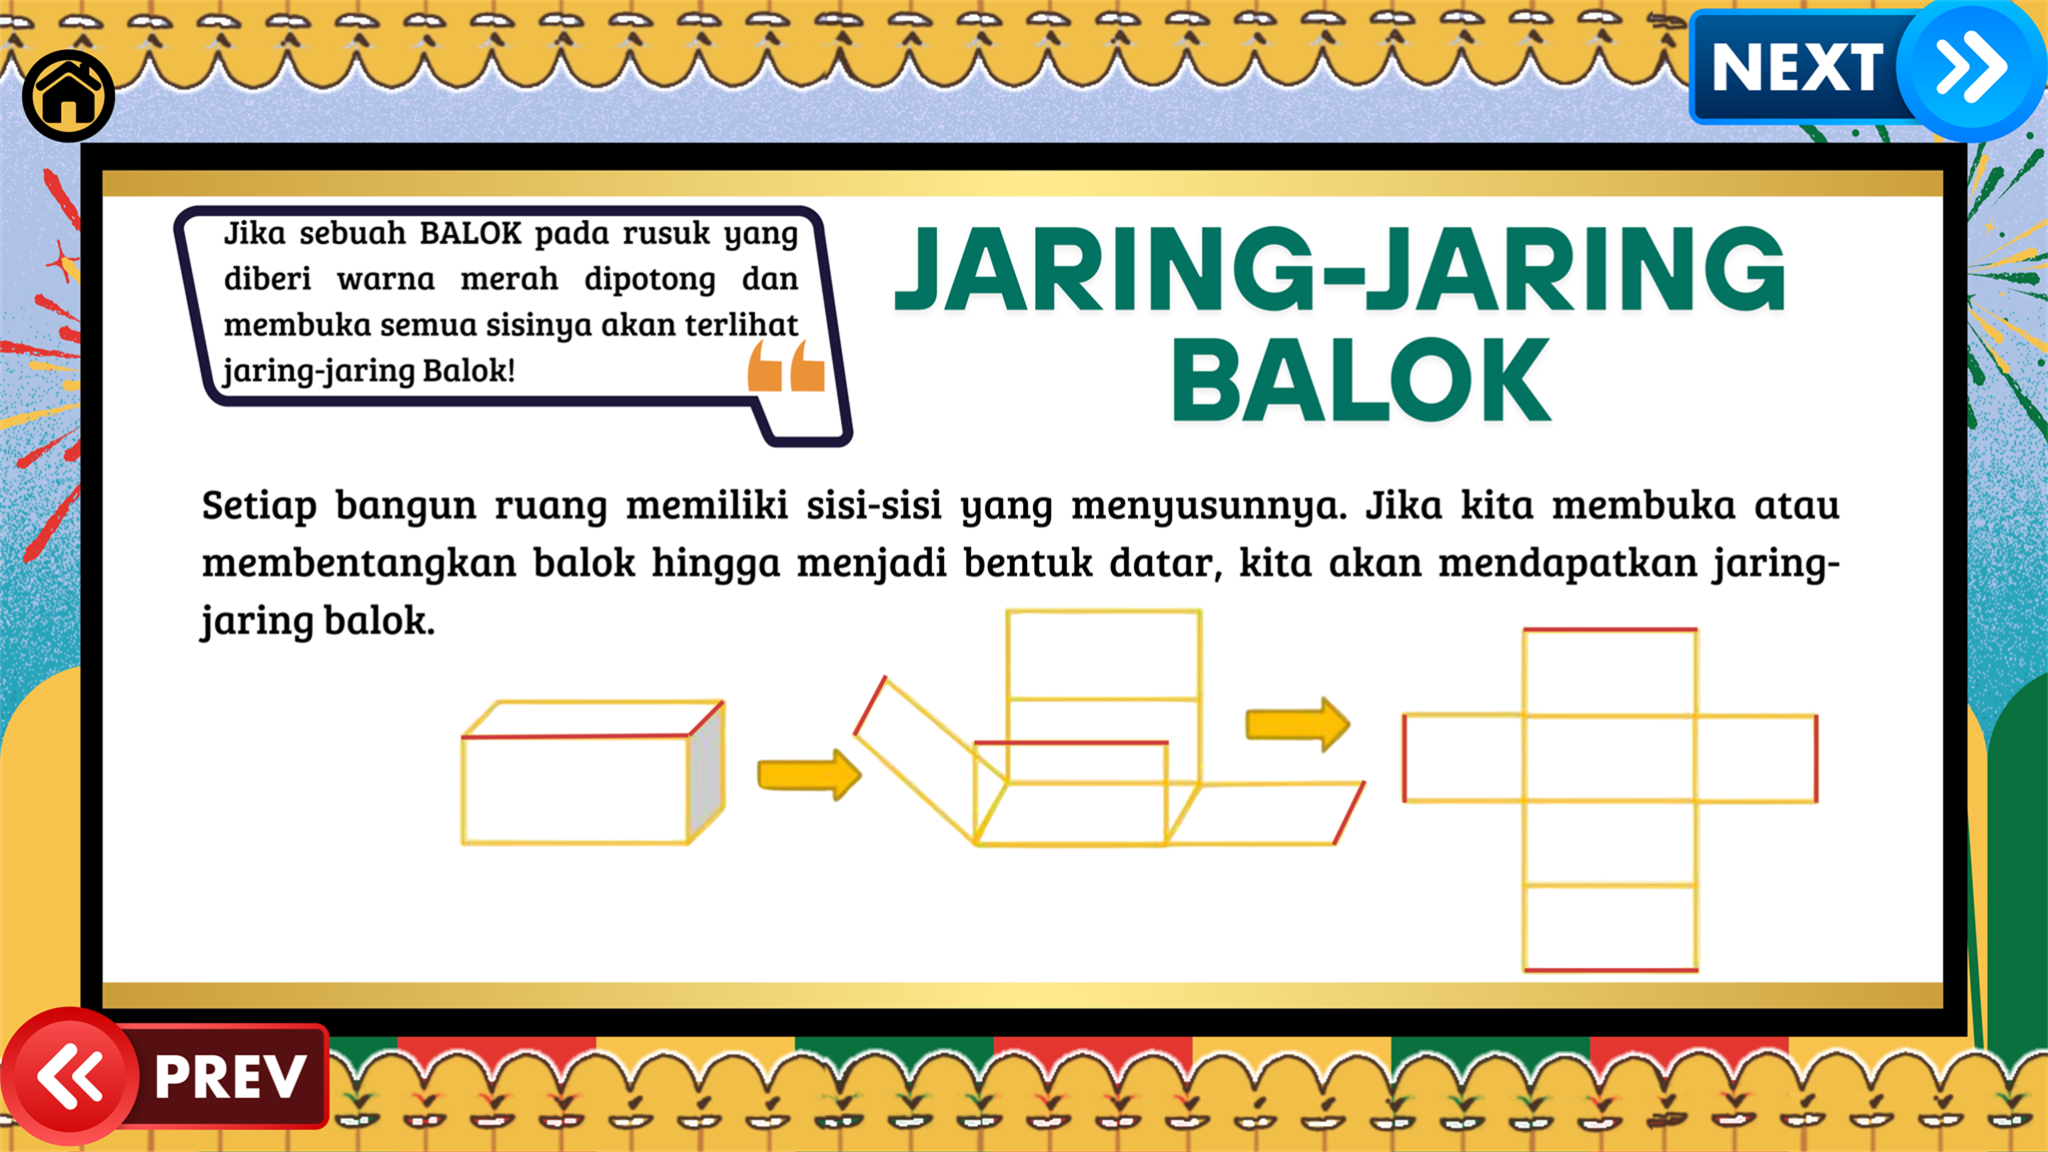 NEXT
Jika sebuah BALOK pada rusuk yang
diberi warna merah dipotong dan
membuka semua sisinya akan terlihat
jaring-jaring Balok!
JARING-JARING
BALOK
Setiap bangun ruang memiliki sisi-sisi yang menyusunnya. Jika kita membuka atau
membentangkan balok hingga menjadi bentuk datar, kita akan mendapatkan jaring-
jaring balok.
PREV